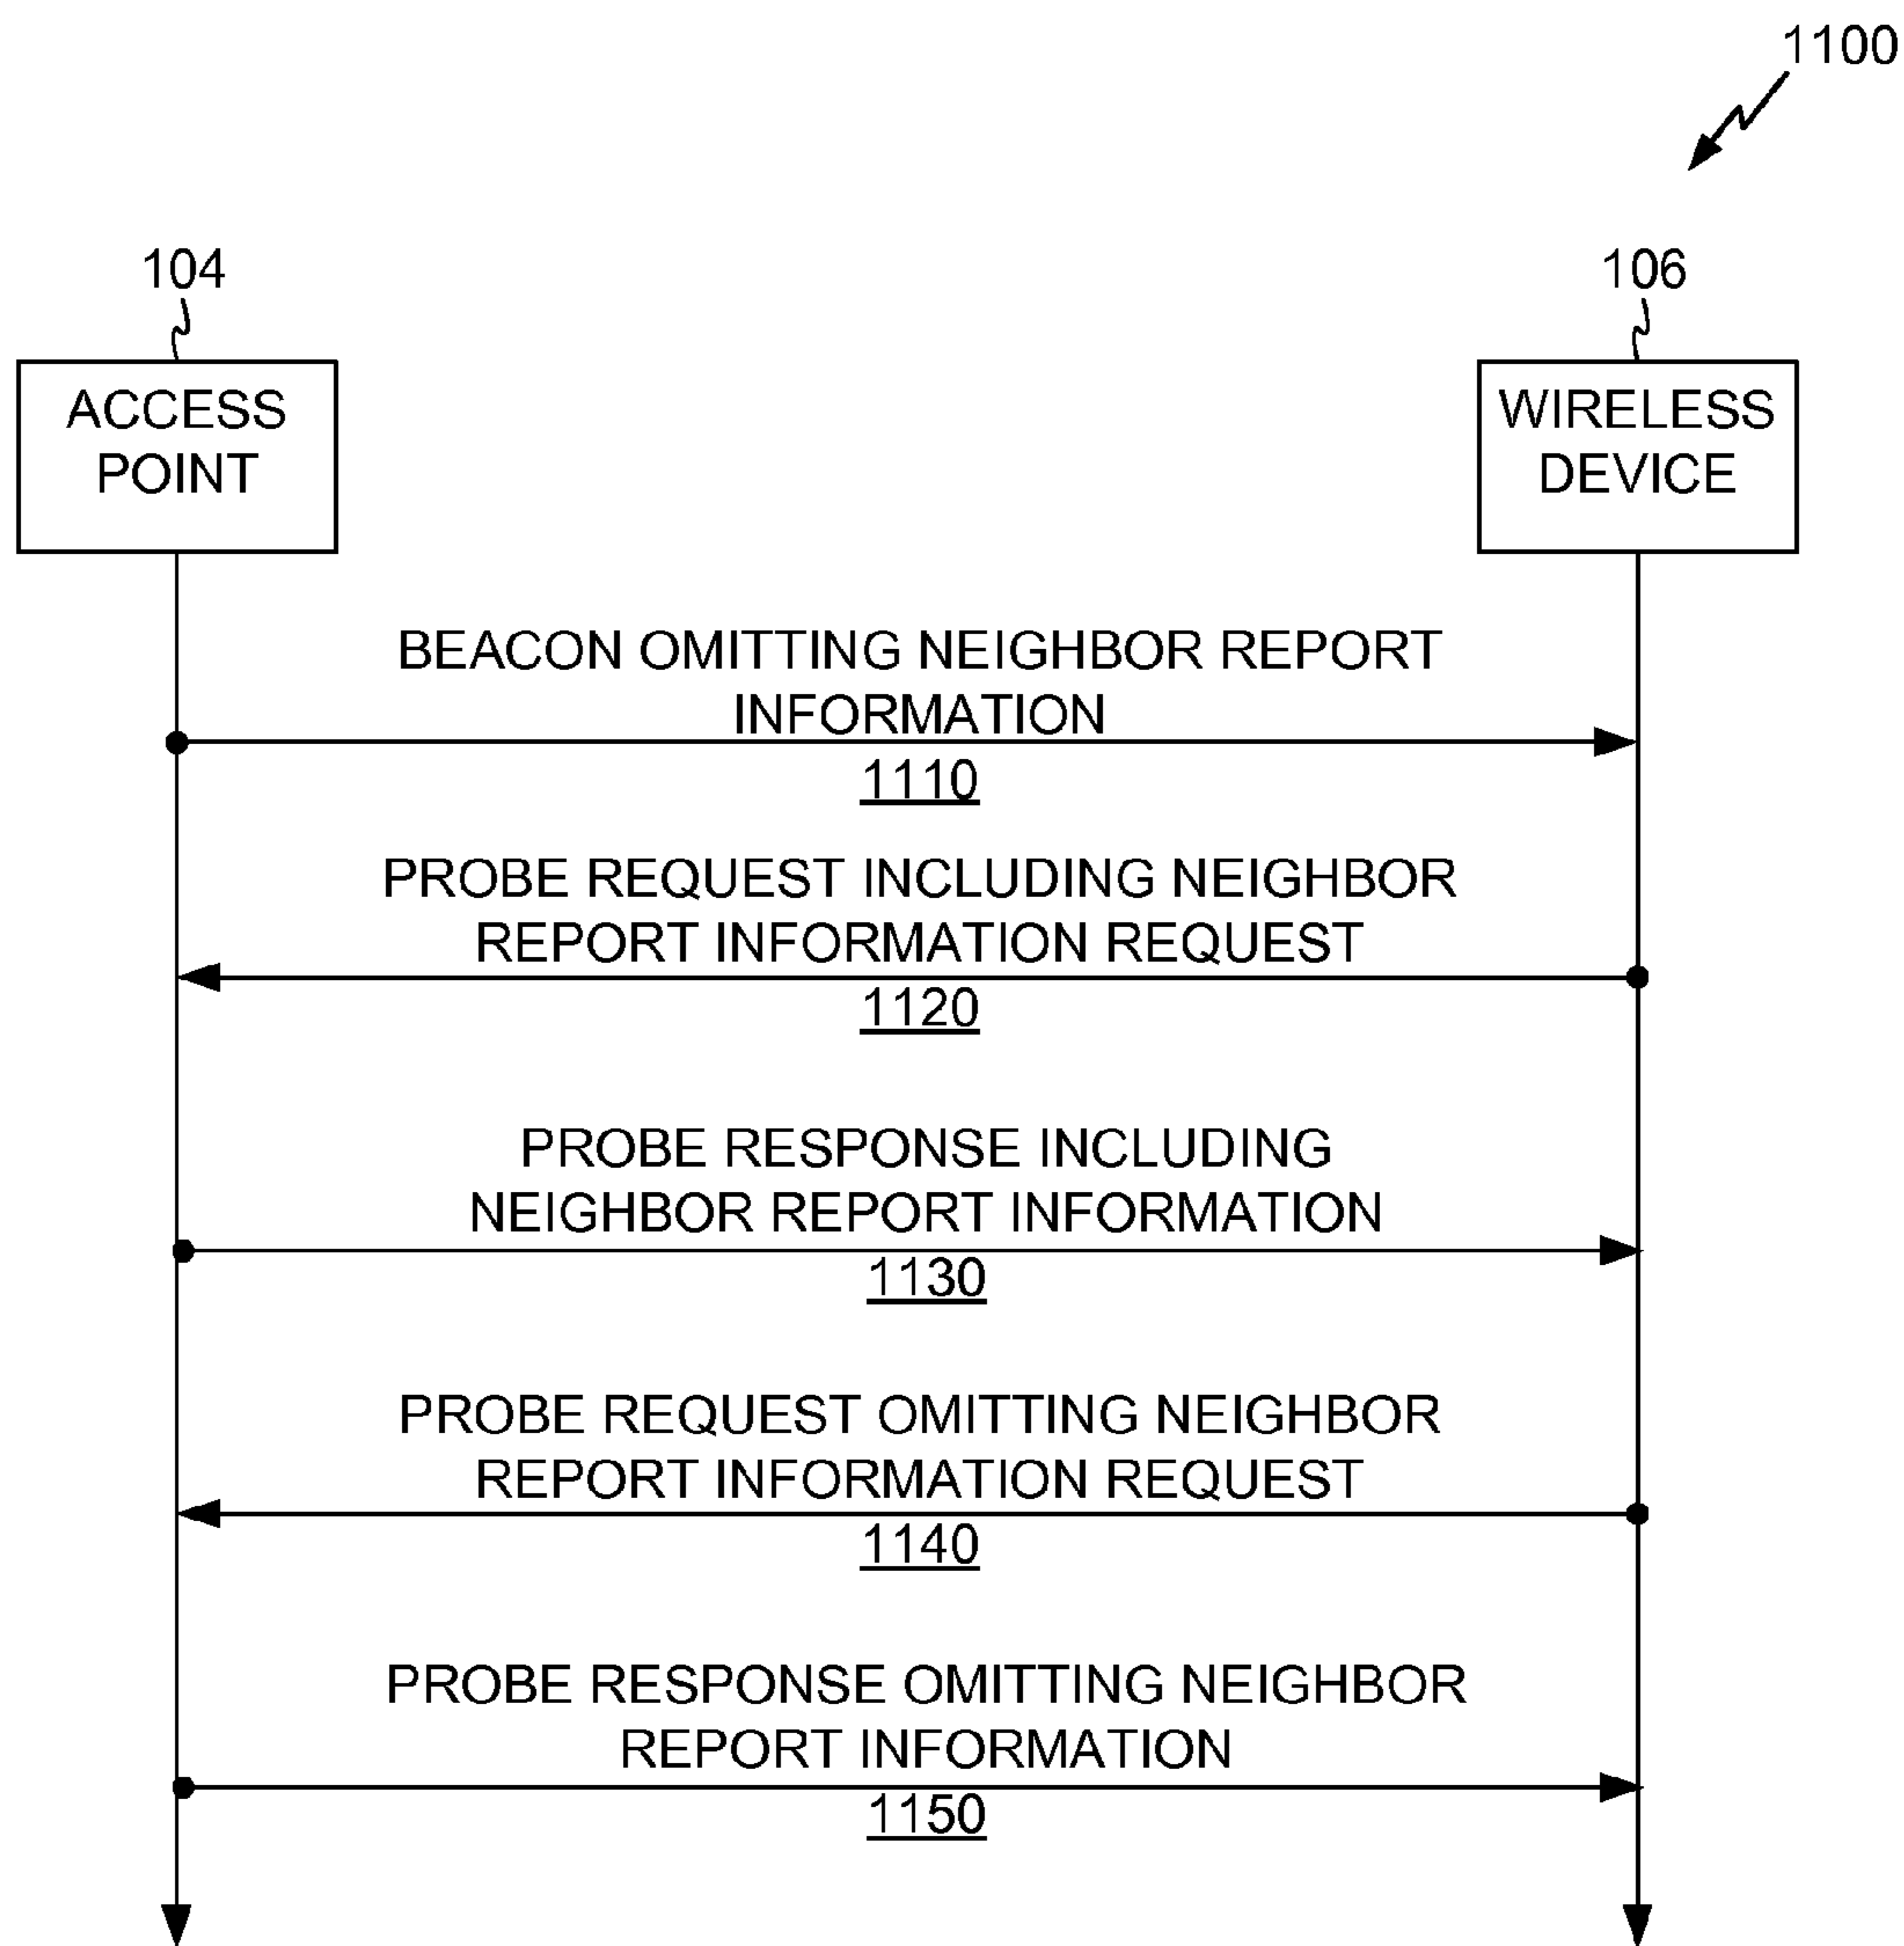 1100
104
106
ACCESS
POINT
WIRELESS
DEVICE
BEACON OMITTING NEIGHBOR REPORT
INFORMATION
1110
PROBE REQUEST INCLUDING NEIGHBOR
REPORT INFORMATION REQUEST
1120
PROBE RESPONSE INCLUDING
NEIGHBOR REPORT INFORMATION
1130
PROBE REQUEST OMITTING NEIGHBOR
REPORT INFORMATION REQUEST
1140
PROBE RESPONSE OMITTING NEIGHBOR
REPORT INFORMATION
1150